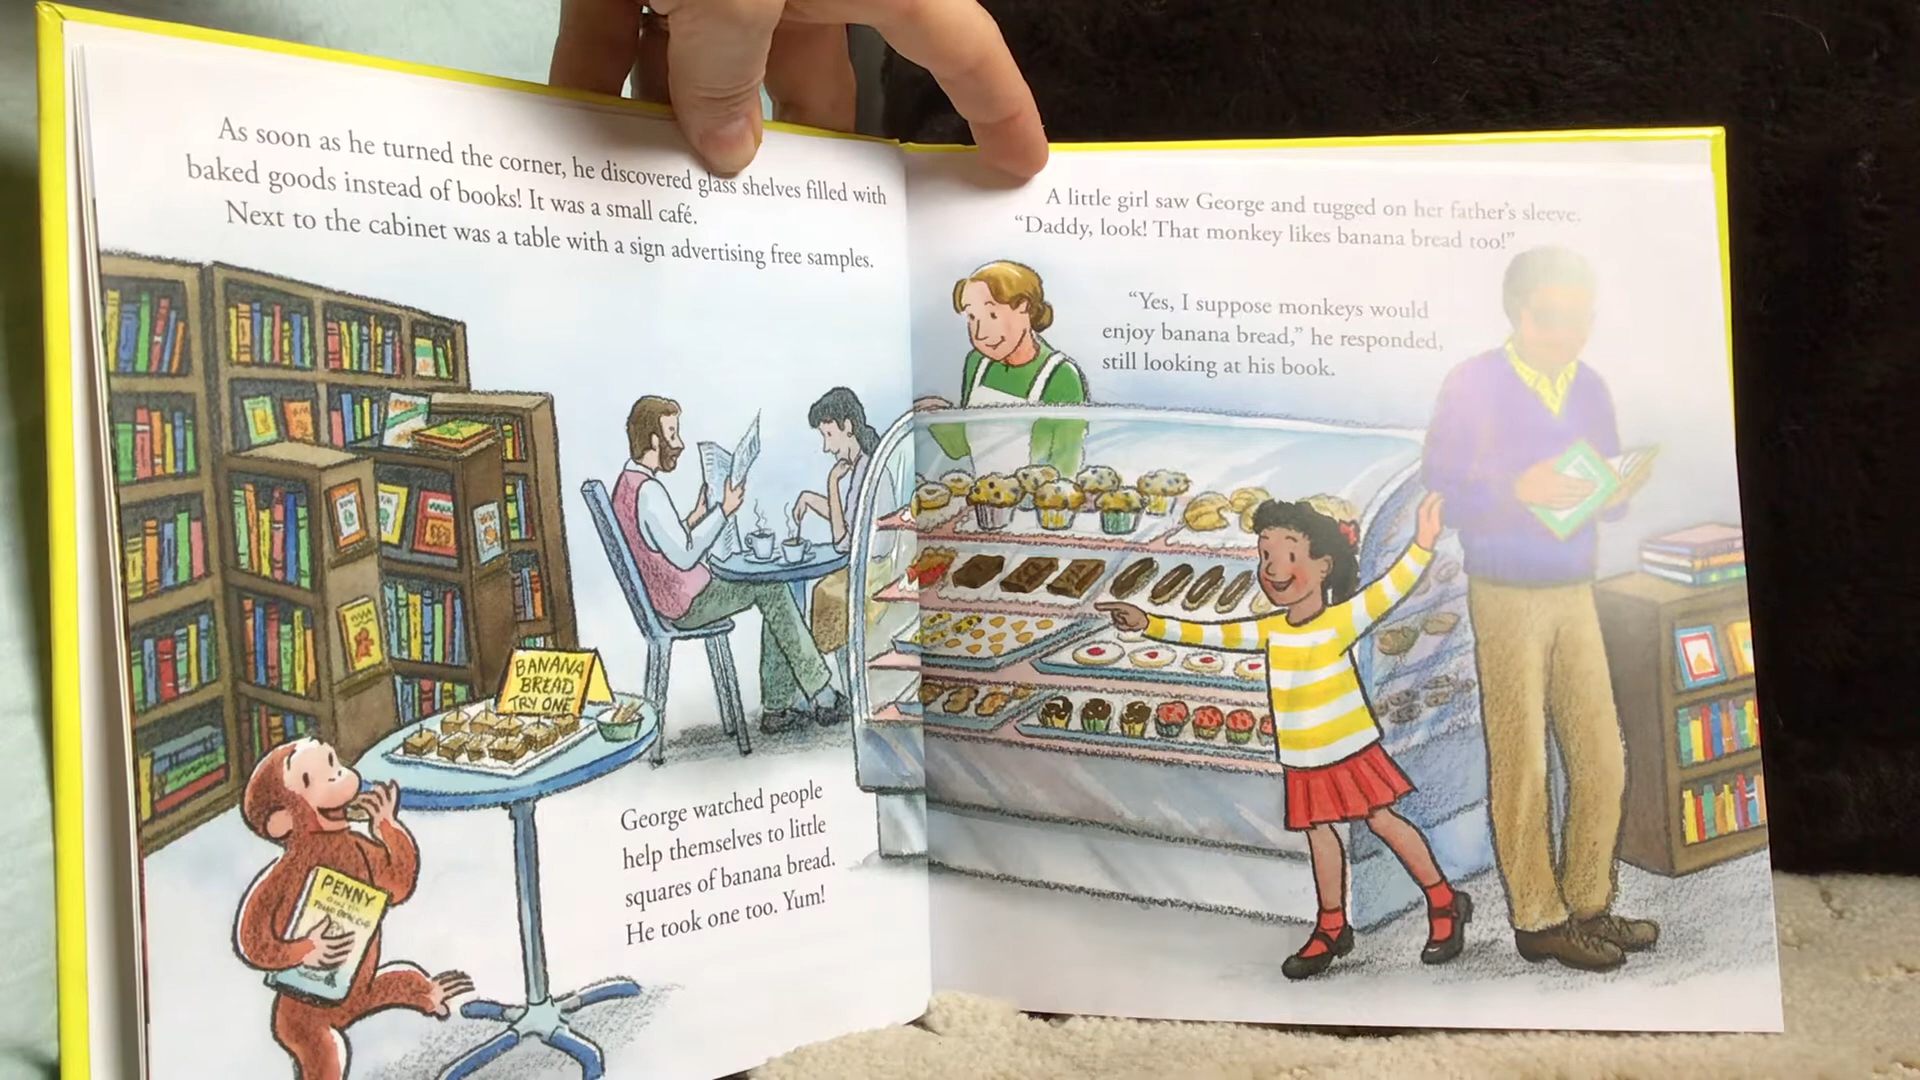 As soon as he turned the corner, he discovered glass shelves filled with
baked goods instead of books! It was a small café.
Next to the cabinet was a table with a sign advertising free samples.
BANANA
BREAD
TRY ONE
PENNY
George watched people
help themselves to little
squares of banana bread.
He took one too. Yum!
A little girl saw George and tugged on her father's sleeve.
“Daddy, look! That monkey likes banana bread too!”
“Yes, I suppose monkeys would
enjoy banana bread,” he responded,
still looking at his book.